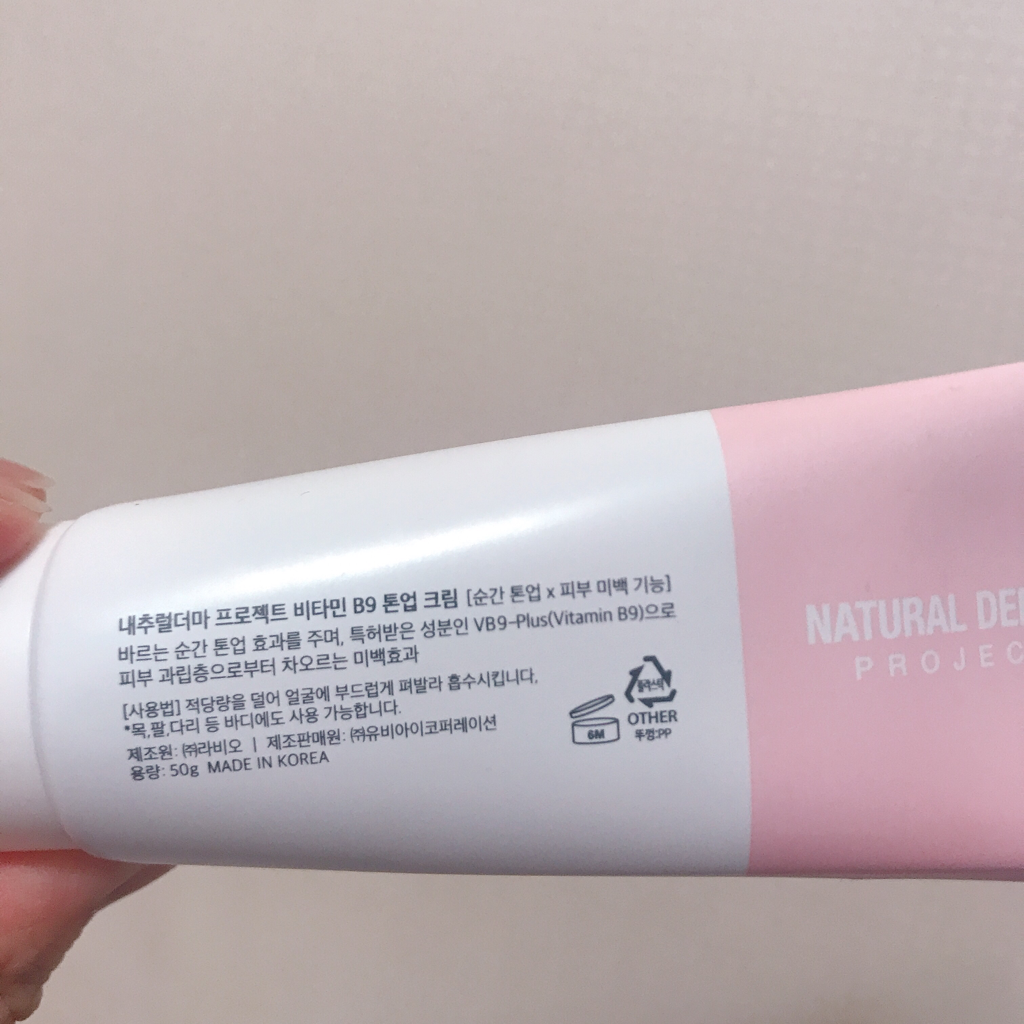 내추럴더마 프로젝트 비타민 B9 톤업 크림 [순간 톤업 x 피부 미백 기능]
바르는 순간 톤업 효과를 주며, 특허받은 성분인 VB9-Plus(Vitamin B9)으로
피부 과립층으로부터 차오르는 미백효과
[사용법] 적당량을 덜어 얼굴에 부드럽게 펴발라 흡수시킵니다.
*목,팔,다리 등 바디에도 사용 가능합니다.
제조원: ㈜라비오 | 제조판매원: ㈜유비아이코퍼레이션
용량: 50g MADE IN KOREA
6M
플라스틱
OTHER
뚜껑:PP
NATURAL
PROJEC